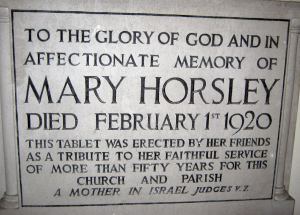 TO THE GLORY OF GOD AND IN
AFFECTIONATE MEMORY OF
MARY HORSLEY
DIED FEBRUARY 1ST 1920
THIS TABLET WAS ERECTED BY HER FRIENDS
AS A TRIBUTE TO HER FAITHFUL SERVICE
OF MORE THAN FIFTY YEARS FOR THIS
CHURCH AND PARISH
A MOTHER IN ISRAEL JUDGES V. 7.